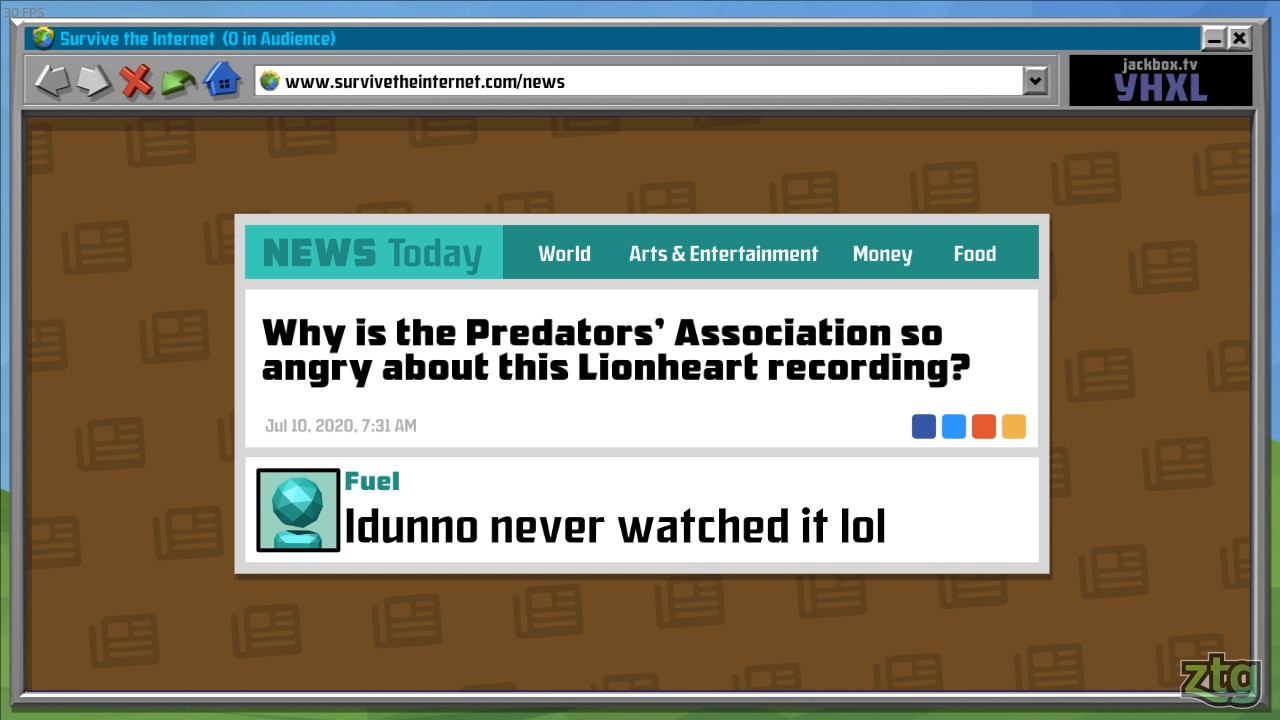 30 FPS
Survive the Internet (0 in Audience)
www.survivetheinternet.com/news
jackbox.tv
YHXL
NEWS Today
World
Arts & Entertainment
Money
Food
Why is the Predators’ Association so
angry about this Lionheart recording?
Jul 10, 2020, 7:31 AM
Fuel
Idunno never watched it lol
ztg